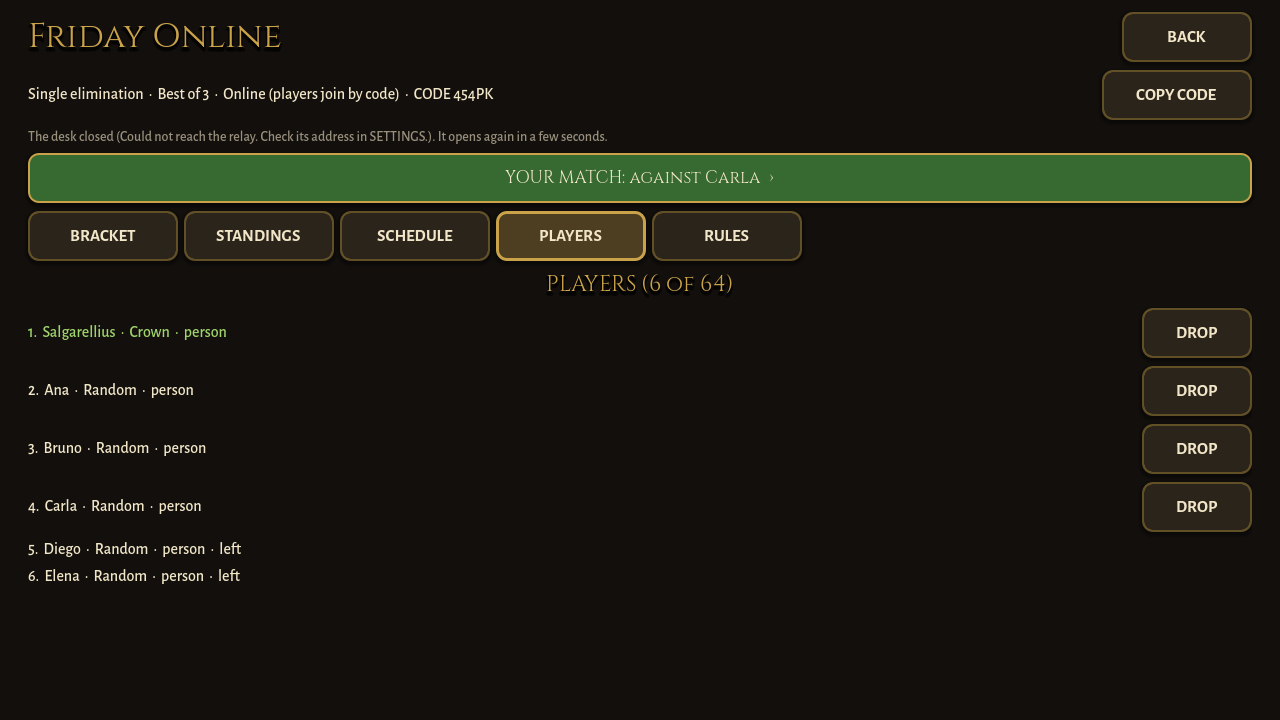 Friday Online
BACK
Single elimination · Best of 3 · Online (players join by code) · CODE 454PK
COPY CODE
The desk closed (Could not reach the relay. Check its address in SETTINGS.). It opens again in a few seconds.
YOUR MATCH: against Carla ›
BRACKET STANDINGS SCHEDULE PLAYERS RULES
PLAYERS (6 of 64)
1. Salgarellius · Crown · person DROP
2. Ana · Random · person DROP
3. Bruno · Random · person DROP
4. Carla · Random · person DROP
5. Diego · Random · person · left
6. Elena · Random · person · left